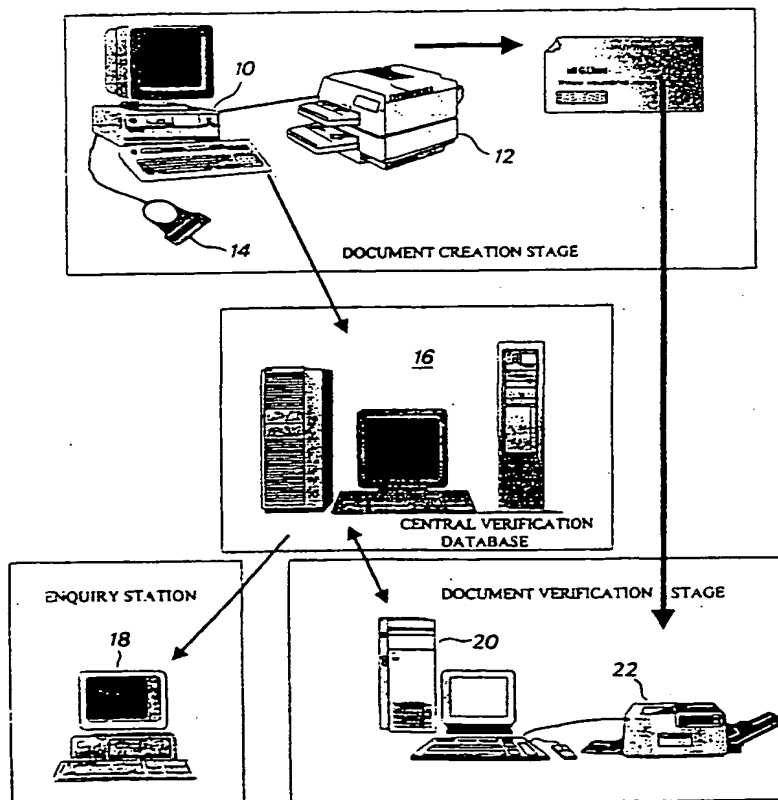 10
12
14
DOCUMENT CREATION STAGE
16
CENTRAL VERIFICATION
DATABASE
ENQUIRY STATION
18
DOCUMENT VERIFICATION STAGE
20
22